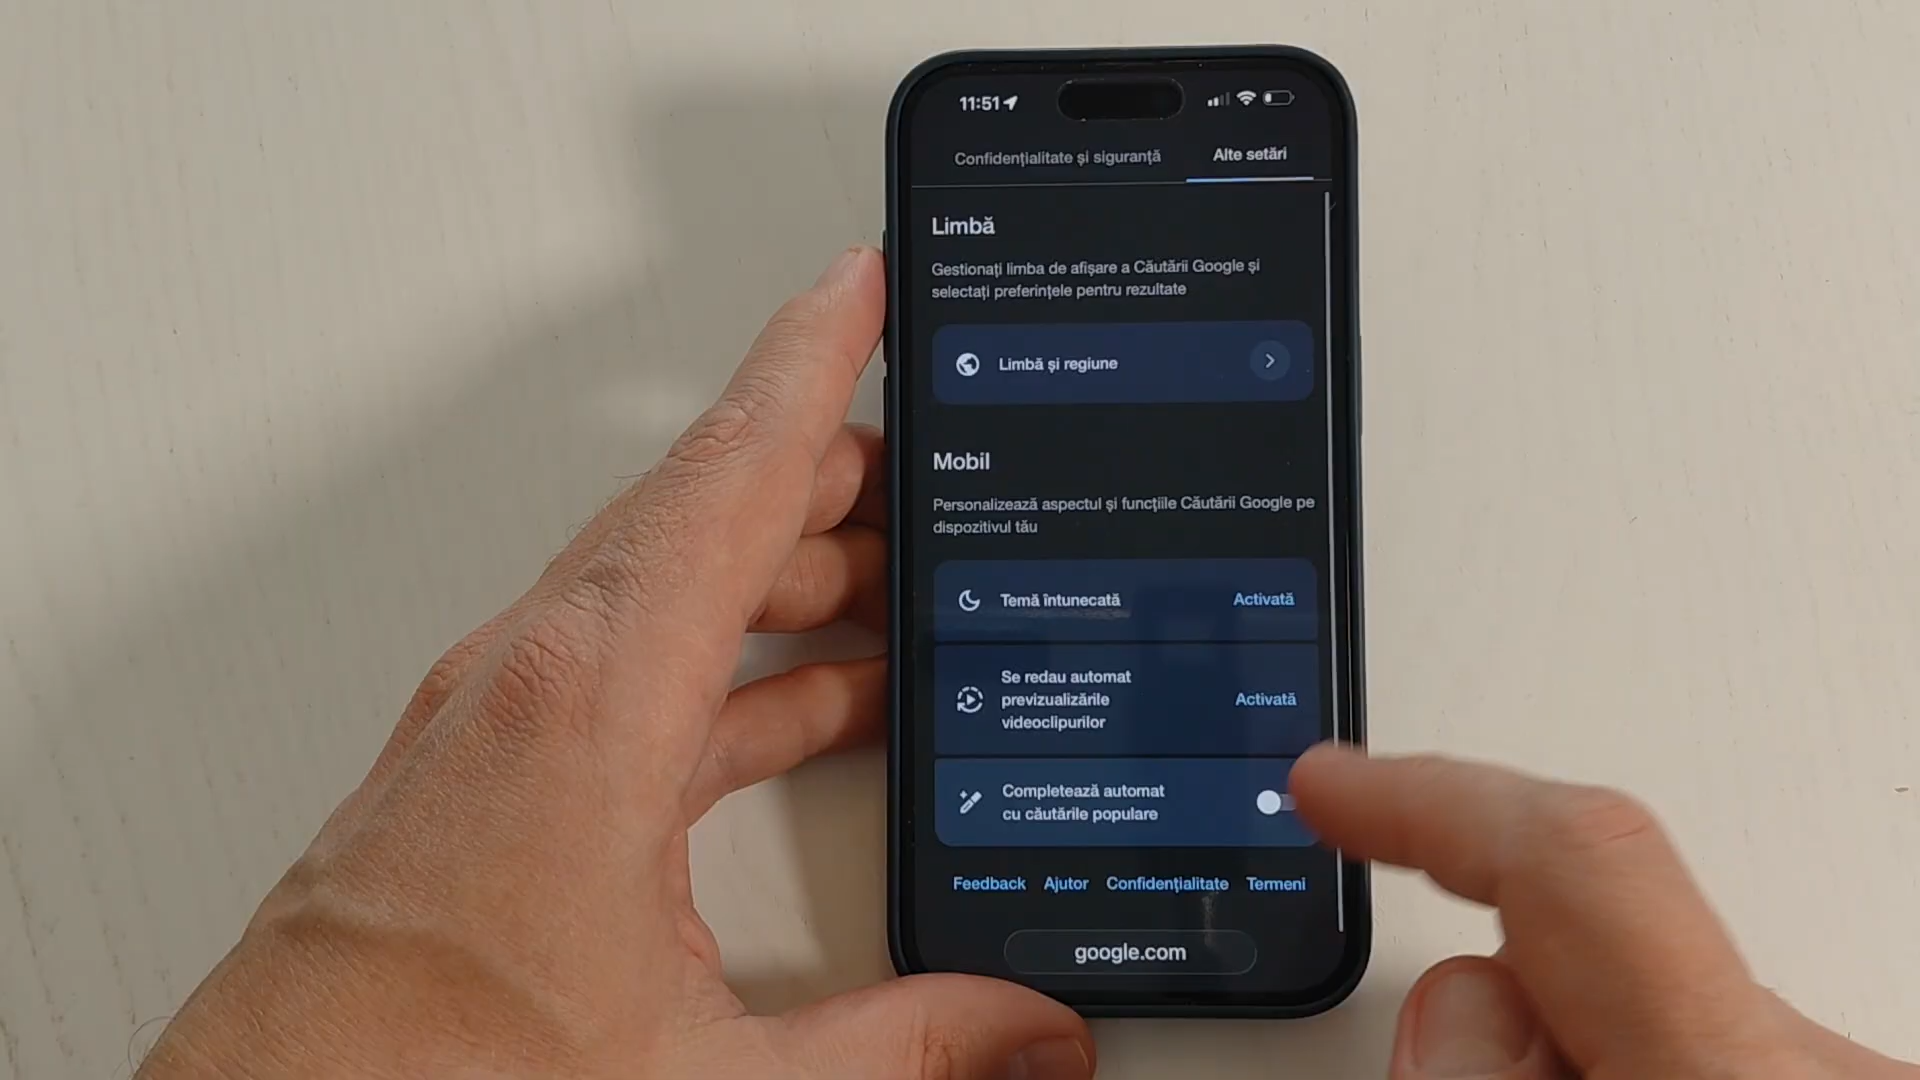 11:51
Confidențialitate și siguranță Alte setări
Limbă
Gestionați limba de afișare a Căutării Google și
selectați preferințele pentru rezultate
Limbă și regiune
Mobil
Personalizează aspectul și funcțiile Căutării Google pe
dispozitivul tău
Temă întunecată Activată
Se redau automat
previzualizările
videoclipurilor
Activată
Completează automat
cu căutările populare
Feedback Ajutor Confidențialitate Termeni
google.com